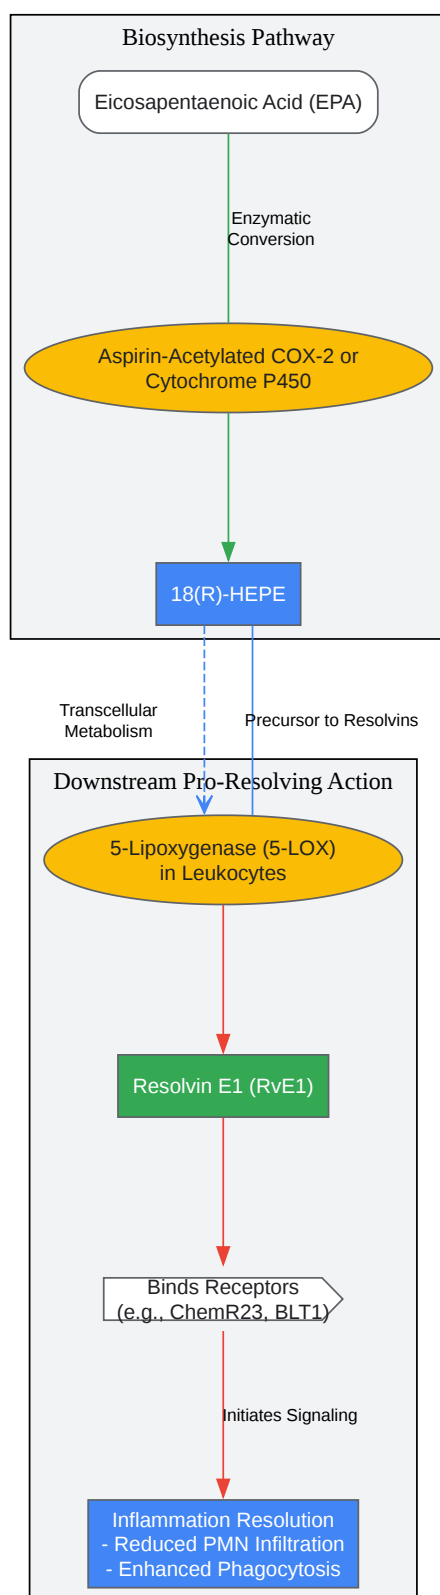 Biosynthesis Pathway
Eicosapentaenoic Acid (EPA)
Enzymatic
Conversion
Aspirin-Acetylated COX-2 or
Cytochrome P450
18(R)-HEPE
Transcellular
Metabolism
Precursor to Resolvins
Downstream Pro-Resolving Action
5-Lipoxygenase (5-LOX)
in Leukocytes
Resolvin E1 (RvE1)
Binds Receptors
(e.g., ChemR23, BLT1)
Initiates Signaling
Inflammation Resolution
- Reduced PMN Infiltration
- Enhanced Phagocytosis